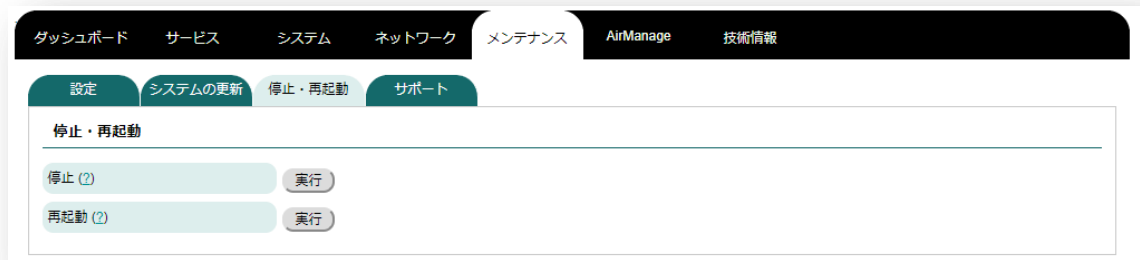 ダッシュボード サービス システム ネットワーク メンテナンス AirManage 技術情報
設定 システムの更新 停止・再起動 サポート
停止・再起動
停止 (?) 実行
再起動 (?) 実行